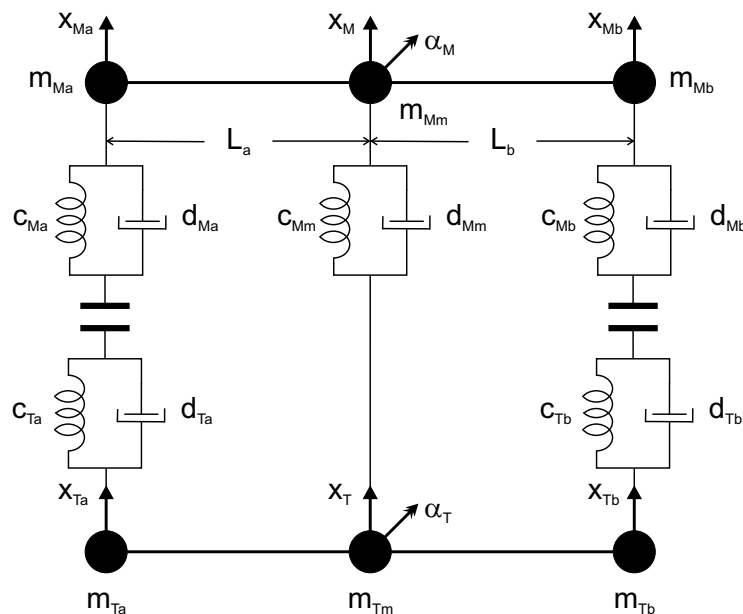 x_Ma x_M α_M x_Mb
m_Ma m_Mm m_Mb
L_a L_b
c_Ma d_Ma c_Mm d_Mm c_Mb d_Mb
c_Ta d_Ta c_Tb d_Tb
x_Ta x_T α_T x_Tb
m_Ta m_Tm m_Tb